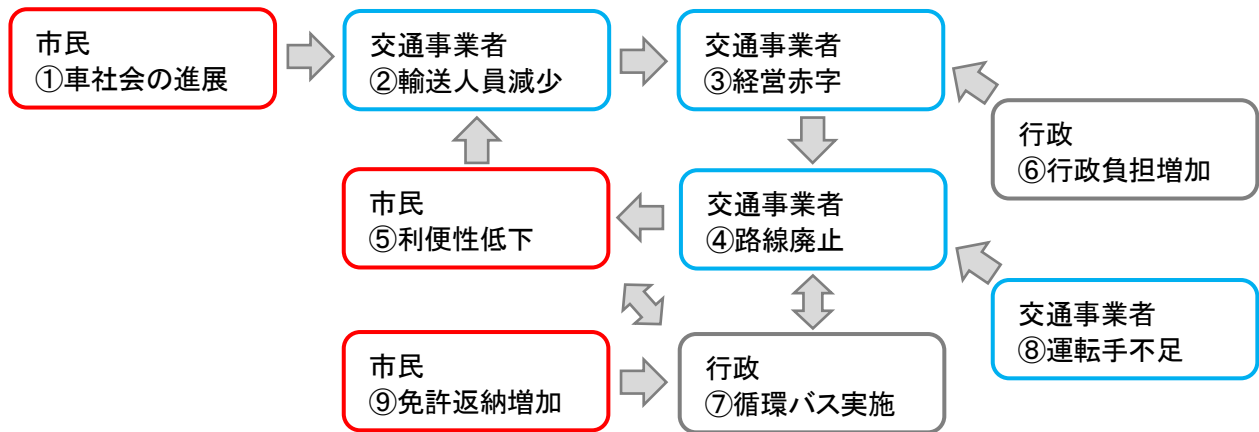 市民
①車社会の進展
交通事業者
②輸送人員減少
交通事業者
③経営赤字
行政
⑥行政負担増加
市民
⑤利便性低下
交通事業者
④路線廃止
交通事業者
⑧運転手不足
市民
⑨免許返納増加
行政
⑦循環バス実施